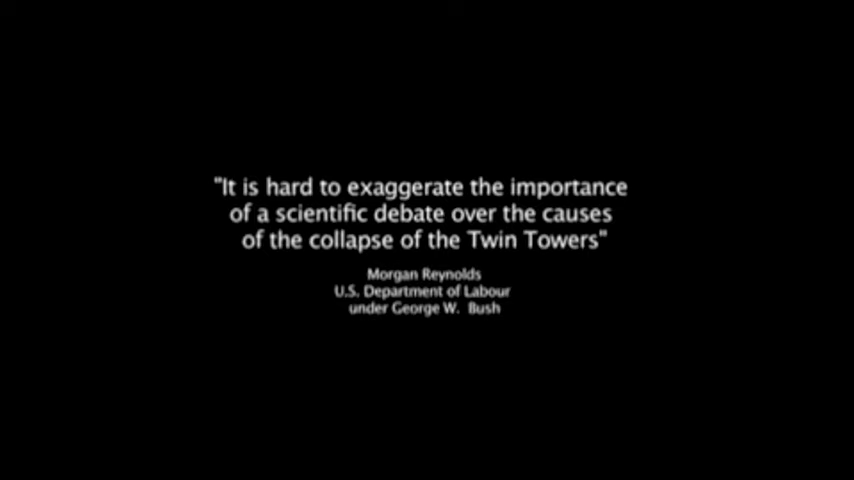 "It is hard to exaggerate the importance
of a scientific debate over the causes
of the collapse of the Twin Towers"
Morgan Reynolds
U.S. Department of Labour
under George W. Bush